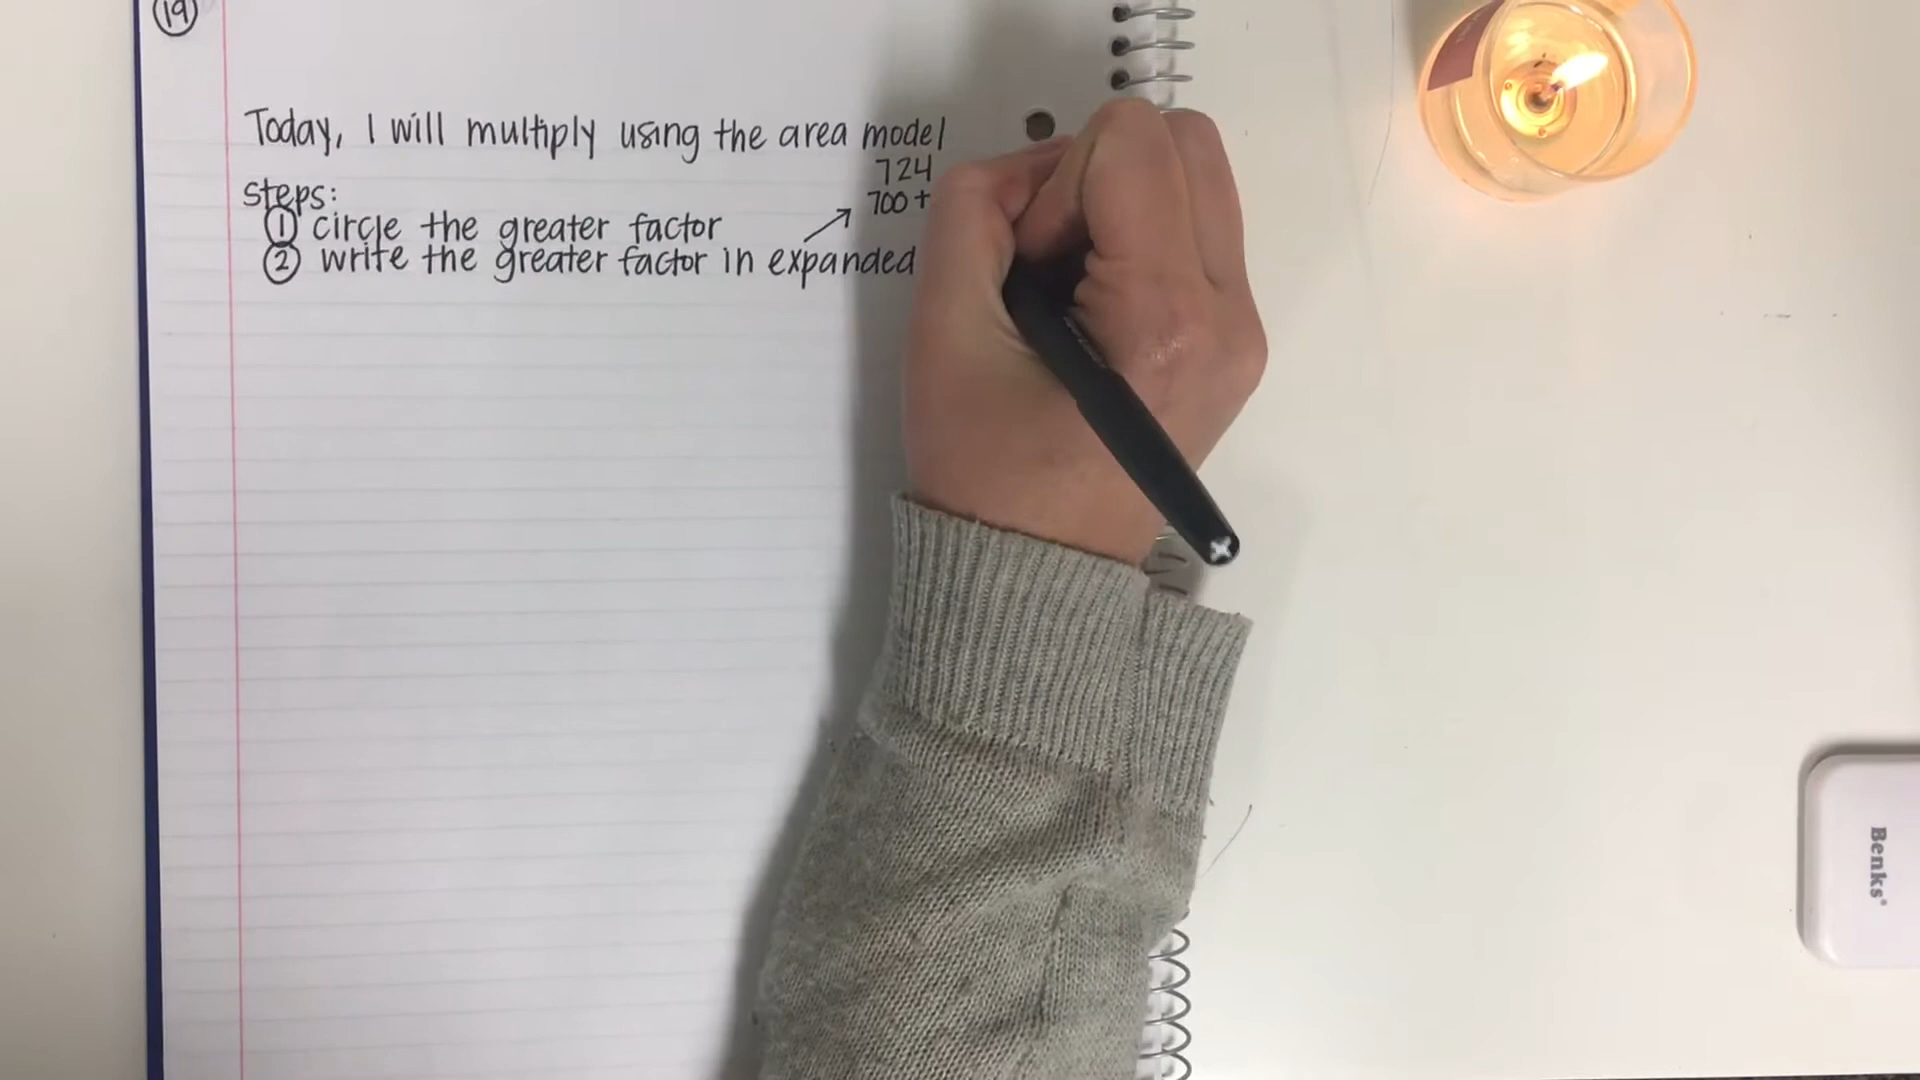 19
Today, I will multiply using the area model
724
steps:
700 +
1 circle the greater factor
2 write the greater factor in expanded
Benks®